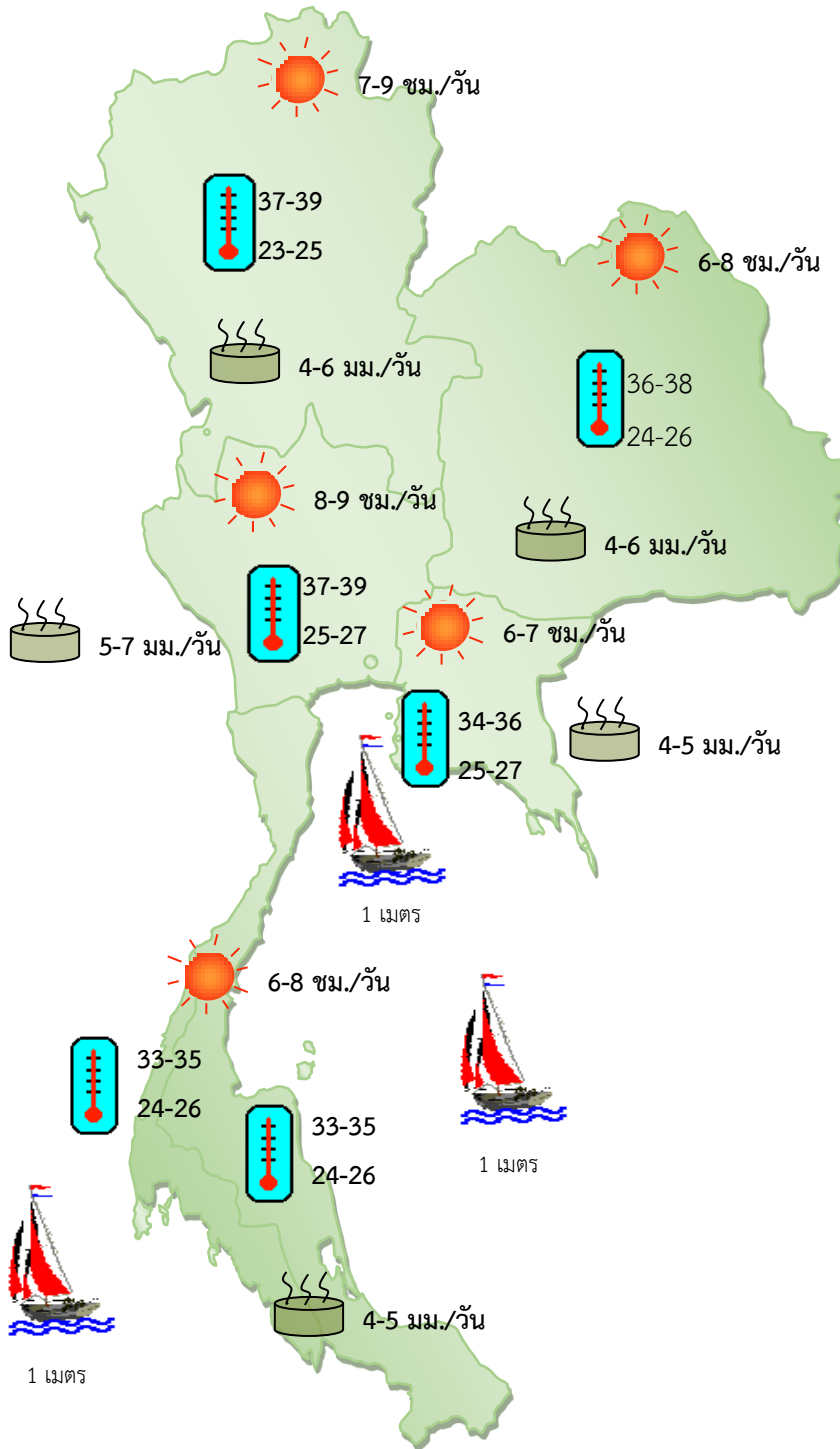 7-9 ชม./วัน
37-39
23-25
6-8 ชม./วัน
4-6 มม./วัน
36-38
24-26
8-9 ชม./วัน
4-6 มม./วัน
37-39
25-27
6-7 ชม./วัน
5-7 มม./วัน
34-36
25-27
4-5 มม./วัน
1 เมตร
6-8 ชม./วัน
33-35
24-26
33-35
24-26
1 เมตร
4-5 มม./วัน
1 เมตร